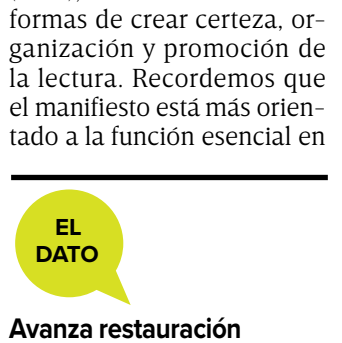 formas de crear certeza, or-
ganización y promoción de
la lectura. Recordemos que
el manifiesto está más orien-
tado a la función esencial en
EL
DATO
Avanza restauración